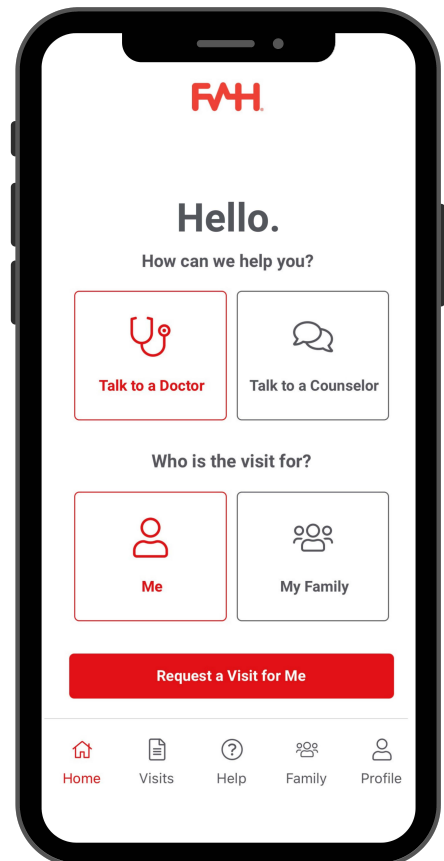 FAH
Hello.
How can we help you?
Talk to a Doctor
Talk to a Counselor
Who is the visit for?
Me
My Family
Request a Visit for Me
Home
Visits
Help
Family
Profile